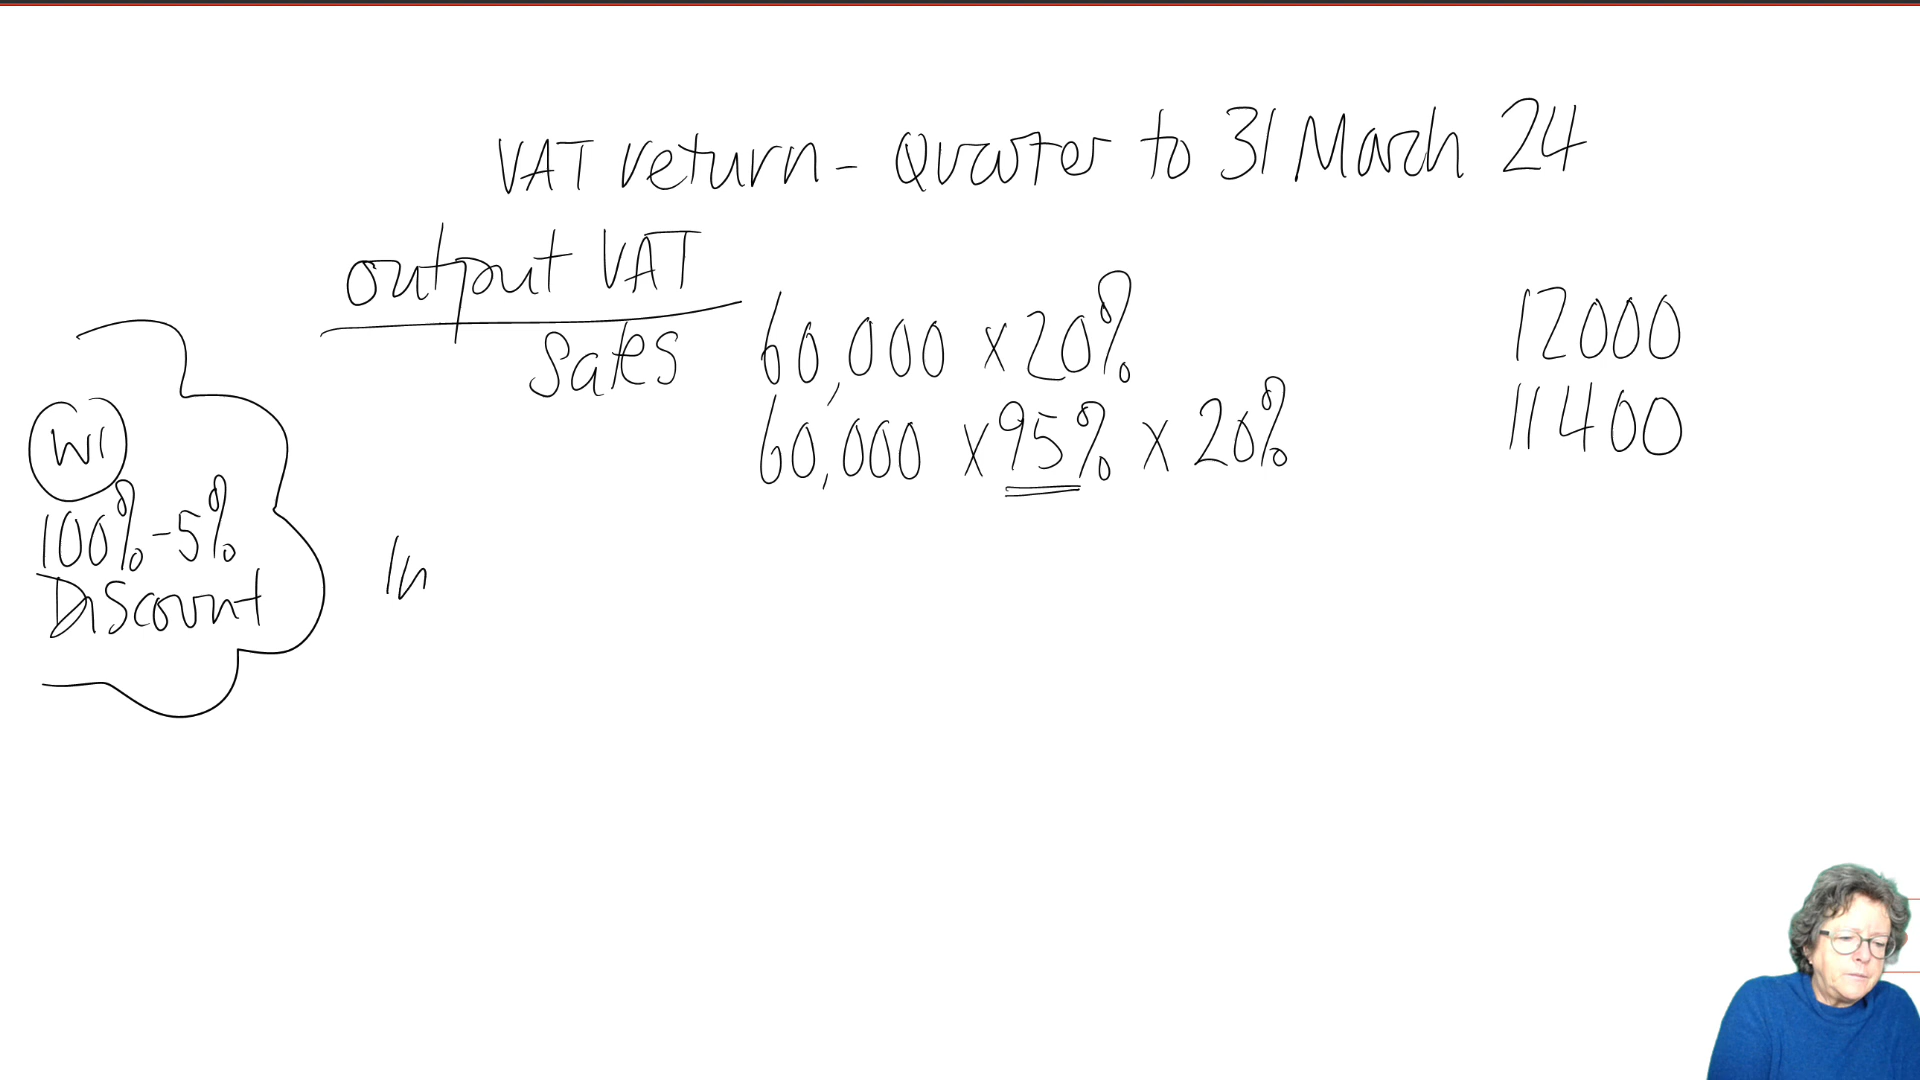 VAT return - Quarter to 31 March 24
output VAT
Sales 60,000 x 20% 12000
60,000 x 95% x 20% 11400
W1
100% - 5%
Discount
In